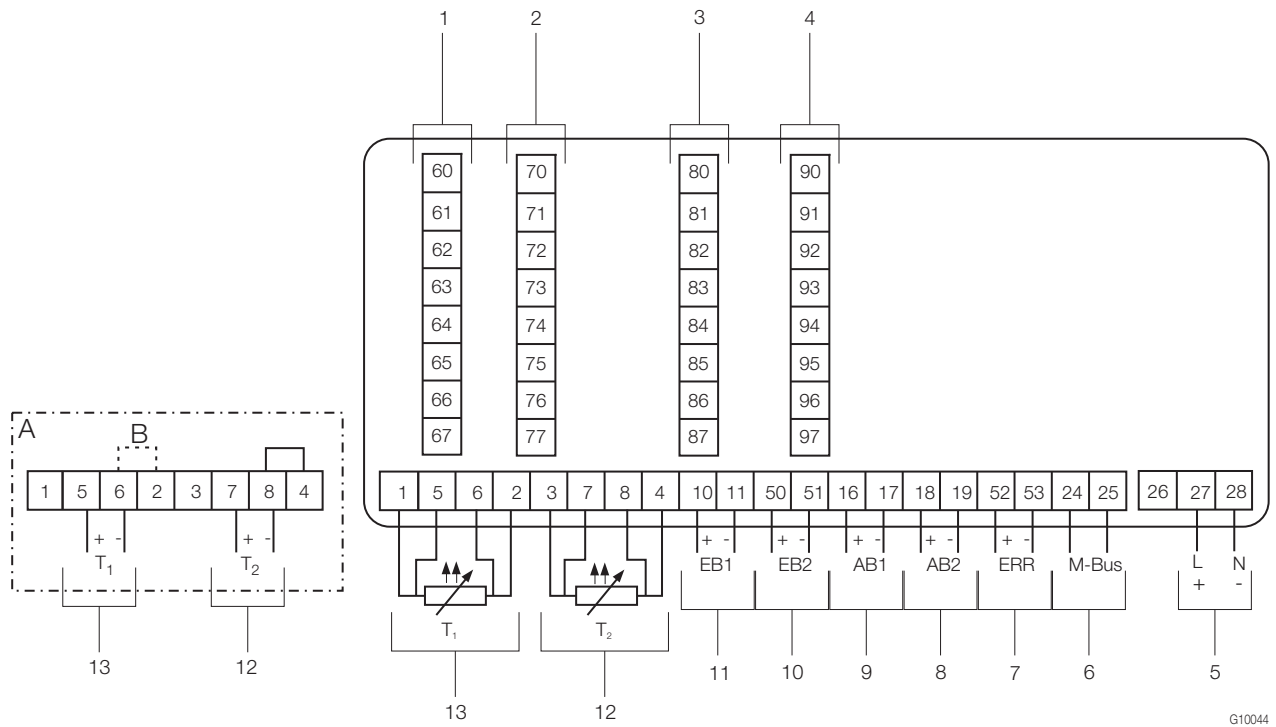 1 2 3 4
60 70 80 90
61 71 81 91
62 72 82 92
63 73 83 93
64 74 84 94
65 75 85 95
66 76 86 96
67 77 87 97
A B
1 5 6 2 3 7 8 4
+ - + -
T1 T2
13 12
1 5 6 2 3 7 8 4 10 11 50 51 16 17 18 19 52 53 24 25 26 27 28
+ - + - + - + - + -
EB1 EB2 AB1 AB2 ERR M-Bus L N
+ -
T1 T2
13 12 11 10 9 8 7 6 5
G10044